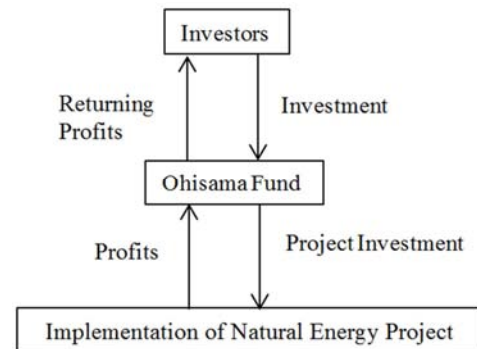 Investors
Returning
Profits
Investment
Ohisama Fund
Profits
Project Investment
Implementation of Natural Energy Project